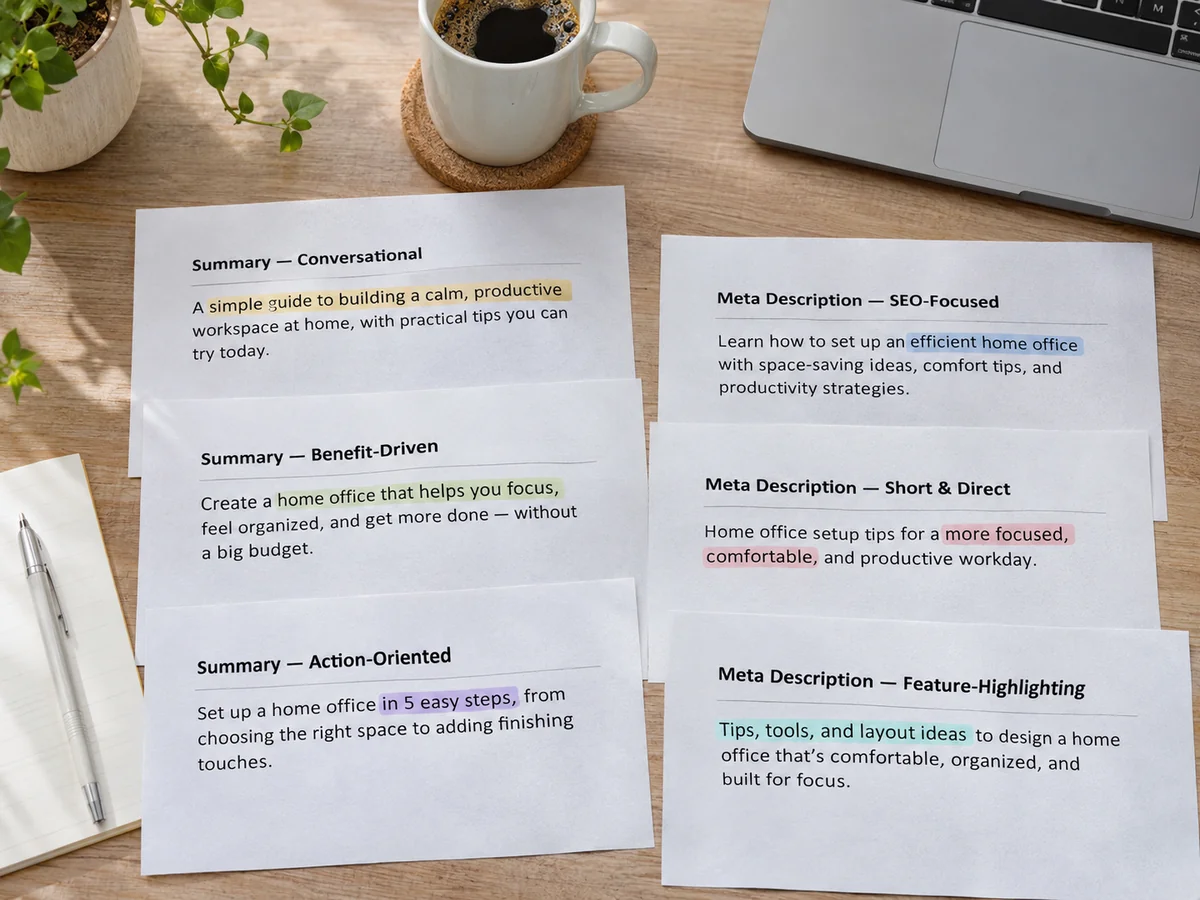 Summary — Conversational
A simple guide to building a calm, productive
workspace at home, with practical tips you can
try today.
Summary — Benefit-Driven
Create a home office that helps you focus,
feel organized, and get more done — without
a big budget.
Summary — Action-Oriented
Set up a home office in 5 easy steps, from
choosing the right space to adding finishing
touches.
Meta Description — SEO-Focused
Learn how to set up an efficient home office
with space-saving ideas, comfort tips, and
productivity strategies.
Meta Description — Short & Direct
Home office setup tips for a more focused,
comfortable, and productive workday.
Meta Description — Feature-Highlighting
Tips, tools, and layout ideas to design a home
office that’s comfortable, organized, and
built for focus.